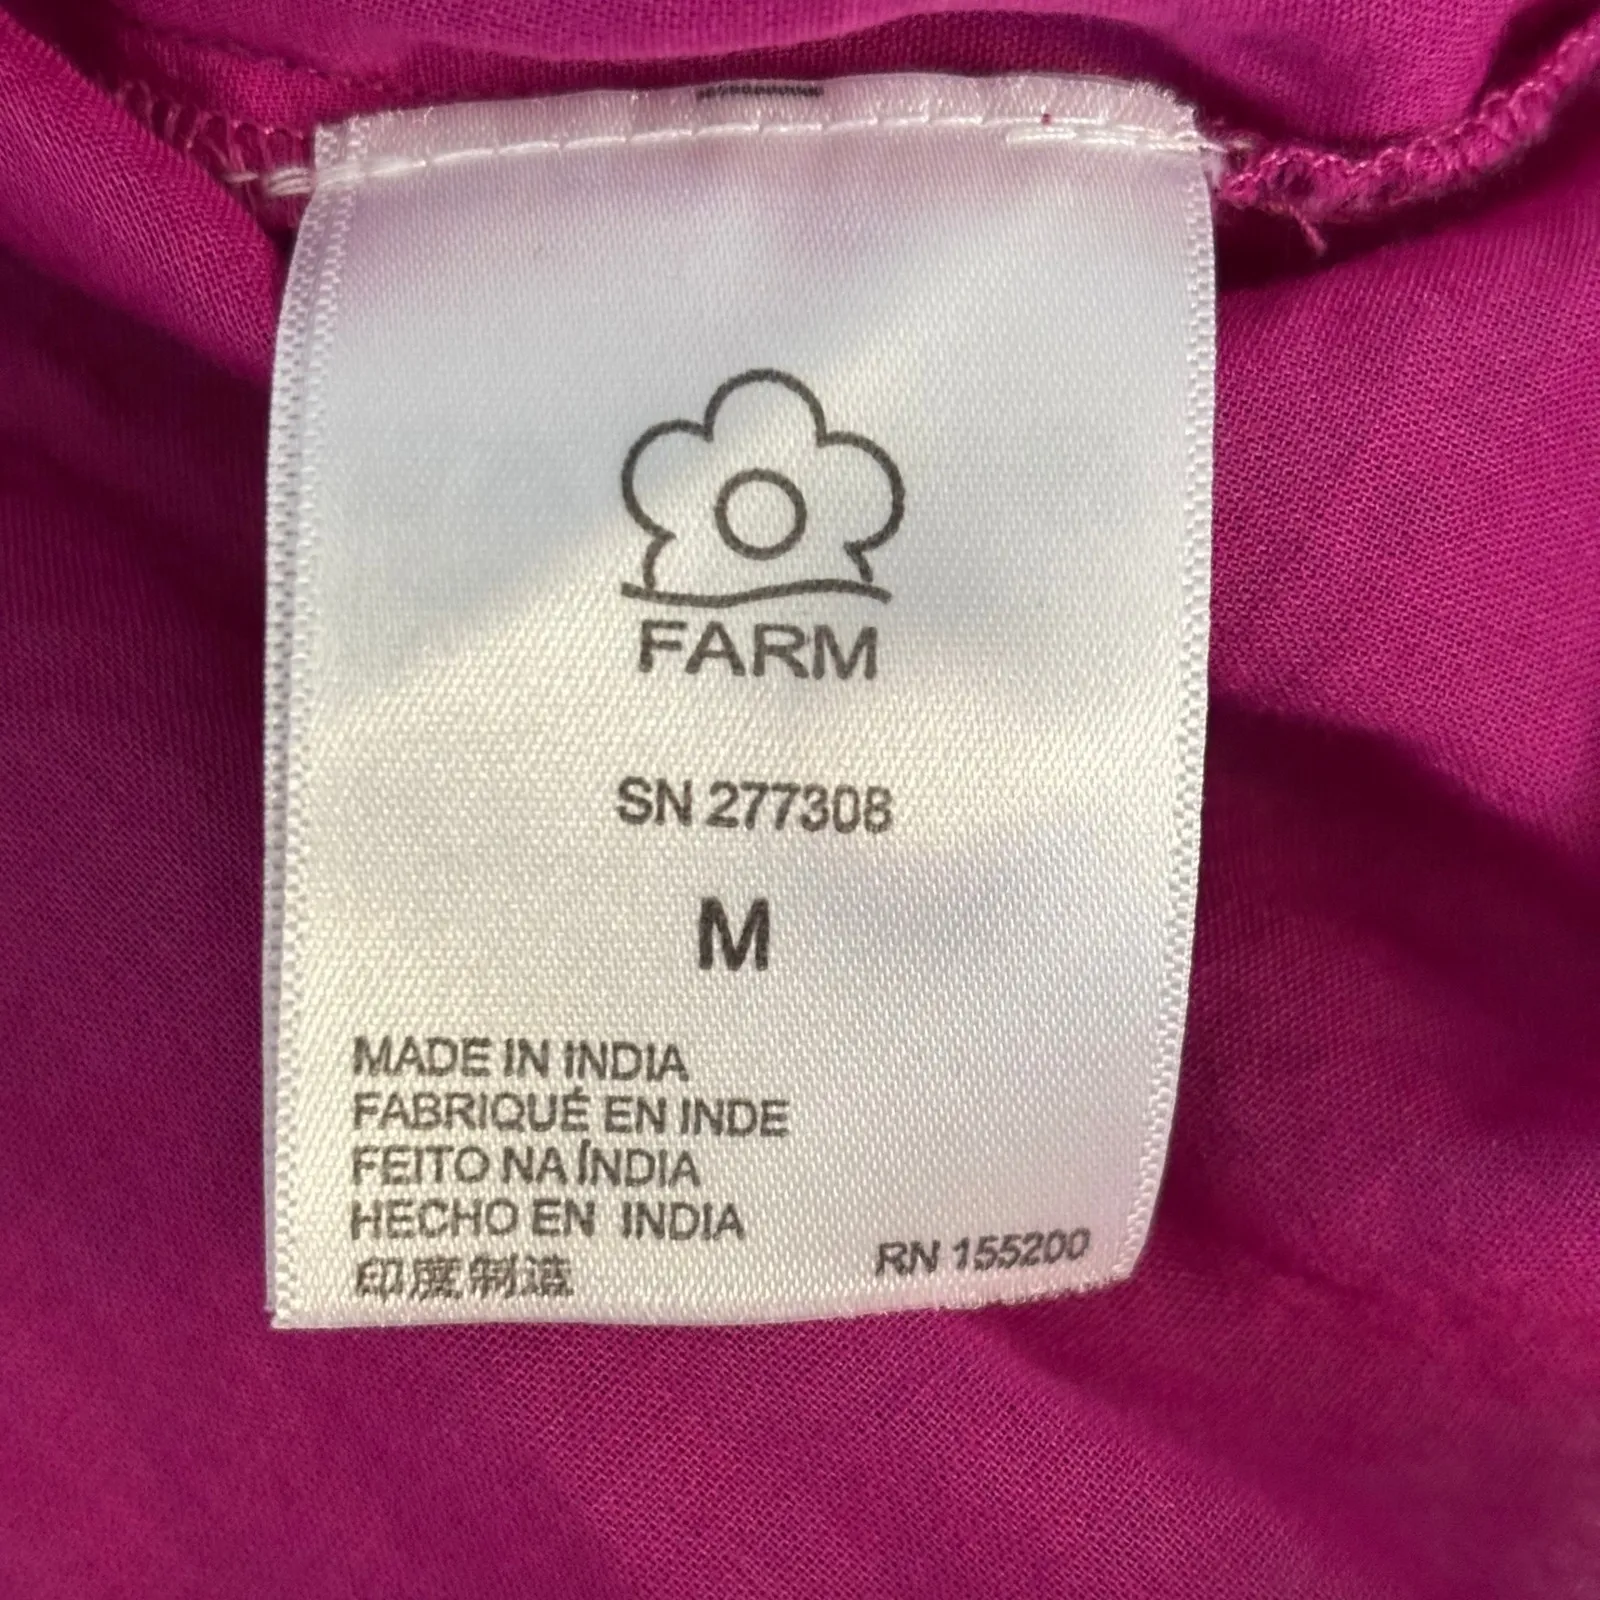 FARM
SN 277308
M
MADE IN INDIA
FABRIQUÉ EN INDE
FEITO NA ÍNDIA
HECHO EN INDIA
印度制造
RN 155200